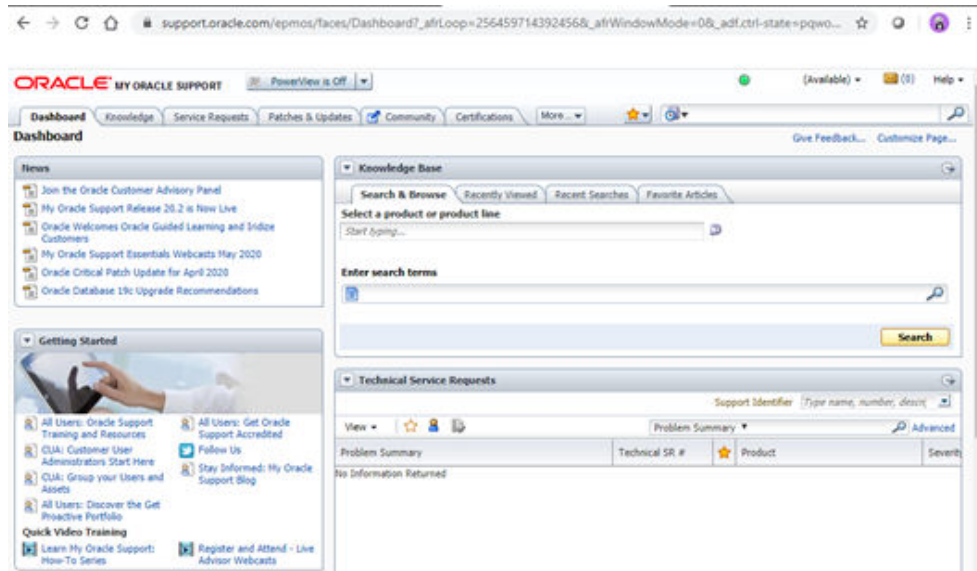 support.oracle.com/epmos/faces/Dashboard?_afrLoop=256459714392456&_afrWindowMode=0&_adf.ctrl-state=pqwo...
ORACLE MY ORACLE SUPPORT
PowerView is Off
(Available)
(0)
Help
Dashboard
Knowledge
Service Requests
Patches & Updates
Community
Certifications
More...
Dashboard
Give Feedback...
Customize Page...
News
Join the Oracle Customer Advisory Panel
My Oracle Support Release 20.2 is Now Live
Oracle Welcomes Oracle Guided Learning and Iridize
Customers
My Oracle Support Essentials Webcasts May 2020
Oracle Critical Patch Update for April 2020
Oracle Database 19c Upgrade Recommendations
Getting Started
All Users: Oracle Support
Training and Resources
CUA: Customer User
Administrators Start Here
CUA: Group your Users and
Assets
All Users: Discover the Get
Proactive Portfolio
All Users: Get Oracle
Support Accredited
Follow Us
Stay Informed: My Oracle
Support Blog
Quick Video Training
Learn My Oracle Support:
How-To Series
Register and Attend - Live
Advisor Webcasts
Knowledge Base
Search & Browse
Recently Viewed
Recent Searches
Favorite Articles
Select a product or product line
Start typing...
Enter search terms
Search
Technical Service Requests
Support Identifier
Type name, number, descri
View
Problem Summary
Advanced
Problem Summary
Technical SR #
Product
Severity
No Information Returned